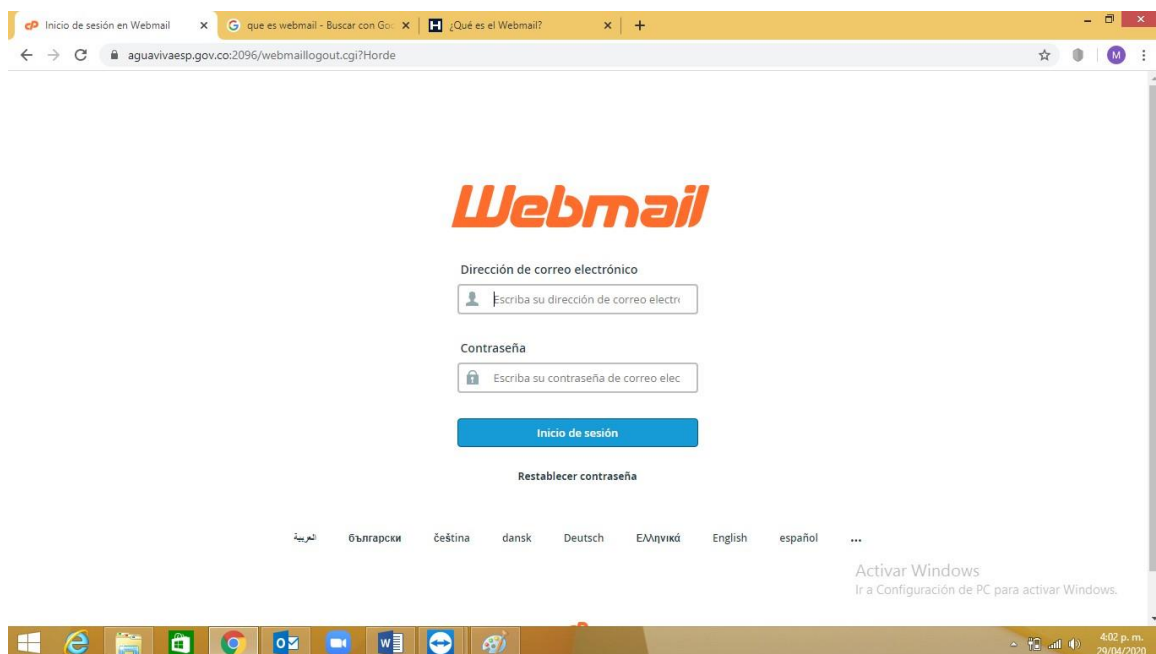 Inicio de sesión en Webmail
que es webmail - Buscar con Goo
¿Qué es el Webmail?
aguavivaesp.gov.co:2096/webmaillogout.cgi?Horde
M
Webmail
Dirección de correo electrónico
Escriba su dirección de correo electró
Contraseña
Escriba su contraseña de correo elec
Inicio de sesión
Restablecer contraseña
العربية български čeština dansk Deutsch Ελληνικά English español ...
Activar Windows
Ir a Configuración de PC para activar Windows.
4:02 p. m.
29/04/2020